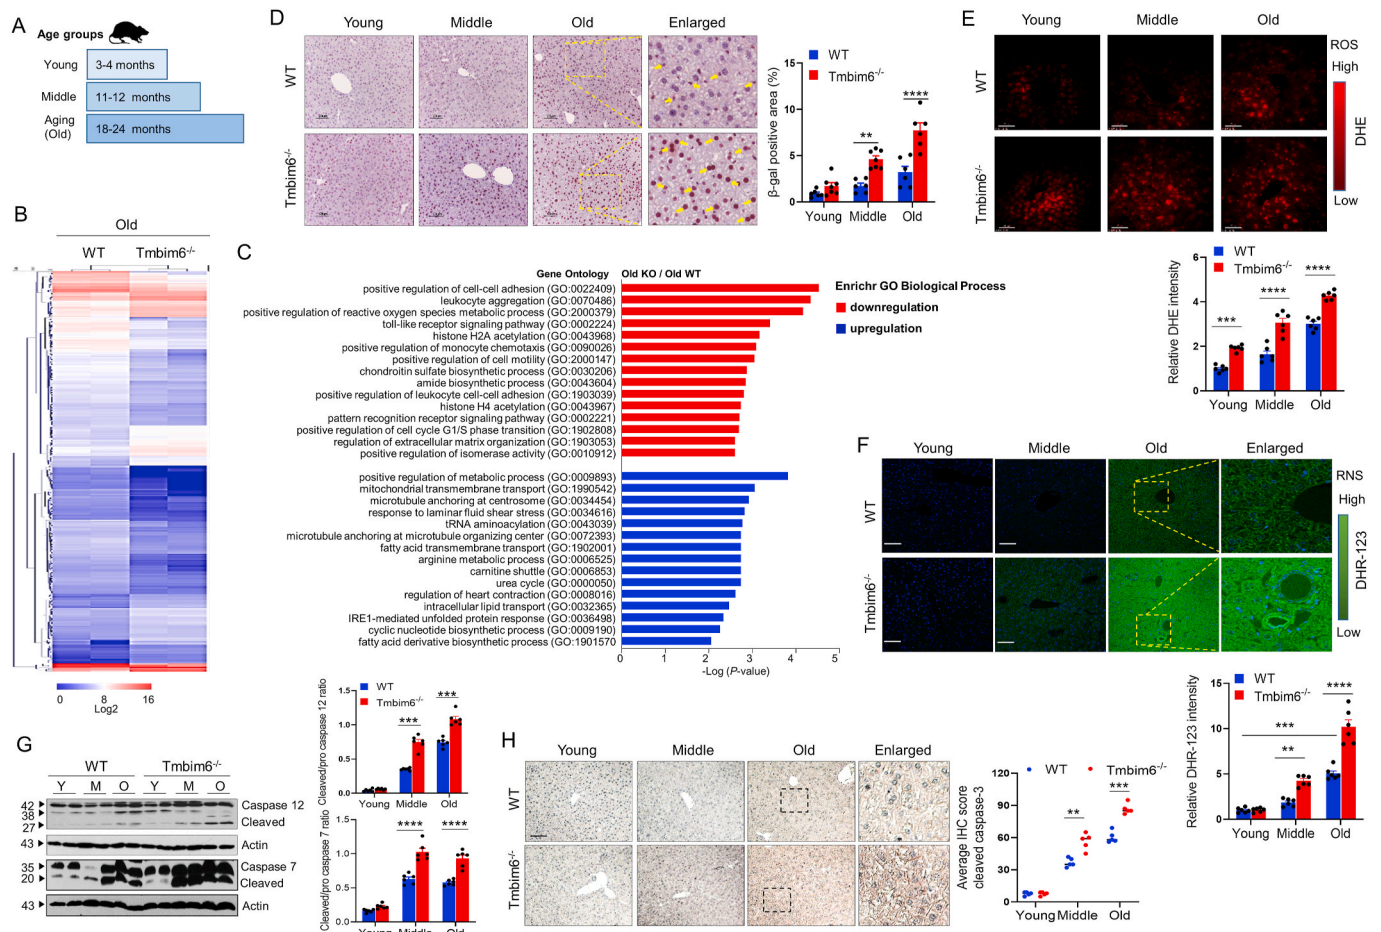 A
Age groups
Young
3-4 months
Middle
11-12 months
Aging
(Old)
18-24 months
B
Old
WT
Tmbim6-/-
0
8
16
Log2
C
Gene Ontology
Old KO / Old WT
positive regulation of cell-cell adhesion (GO:0022409)
leukocyte aggregation (GO:0070486)
positive regulation of reactive oxygen species metabolic process (GO:2000379)
toll-like receptor signaling pathway (GO:0002224)
histone H2A acetylation (GO:0043968)
positive regulation of monocyte chemotaxis (GO:0090026)
positive regulation of cell motility (GO:2000147)
chondroitin sulfate biosynthetic process (GO:0030206)
amide biosynthetic process (GO:0043604)
positive regulation of leukocyte cell-cell adhesion (GO:1903039)
histone H4 acetylation (GO:0043967)
pattern recognition receptor signaling pathway (GO:0002221)
positive regulation of cell cycle G1/S phase transition (GO:1902808)
regulation of extracellular matrix organization (GO:1903053)
positive regulation of isomerase activity (GO:0010912)
positive regulation of metabolic process (GO:0009893)
mitochondrial transmembrane transport (GO:1990542)
microtubule anchoring at centrosome (GO:0034454)
response to laminar fluid shear stress (GO:0034616)
tRNA aminoacylation (GO:0043039)
microtubule anchoring at microtubule organizing center (GO:0072393)
fatty acid transmembrane transport (GO:1902001)
arginine metabolic process (GO:0006525)
carnitine shuttle (GO:0006853)
urea cycle (GO:0000050)
regulation of heart contraction (GO:0008016)
intracellular lipid transport (GO:0032365)
IRE1-mediated unfolded protein response (GO:0036498)
cyclic nucleotide biosynthetic process (GO:0009190)
fatty acid derivative biosynthetic process (GO:1901570
0 1 2 3 4 5
-Log (P-value)
Enrichr GO Biological Process
downregulation
upregulation
D
Young
Middle
Old
Enlarged
WT
Tmbim6-/-
β-gal positive area (%)
15
10
5
0
WT
Tmbim6-/-
**
****
Young
Middle
Old
E
Young
Middle
Old
WT
Tmbim6-/-
ROS
High
DHE
Low
Relative DHE intensity
6
4
2
0
WT
Tmbim6-/-
***
****
****
Young
Middle
Old
F
Young
Middle
Old
Enlarged
WT
Tmbim6-/-
RNS
High
DHR-123
Low
Relative DHR-123 intensity
15
10
5
0
WT
Tmbim6-/-
***
**
****
Young
Middle
Old
G
WT
Tmbim6-/-
Y M O Y M O
42
38
27
Caspase 12
Cleaved
43
Actin
35
20
Caspase 7
Cleaved
43
Actin
Cleaved/pro caspase 12 ratio
1.5
1.0
0.5
0.0
WT
Tmbim6-/-
***
***
Young
Middle
Old
Cleaved/pro caspase 7 ratio
1.5
1.0
0.5
0.0
****
****
Young
Middle
Old
H
Young
Middle
Old
Enlarged
WT
Tmbim6-/-
Average IHC score
cleaved caspase-3
120
90
60
30
0
WT
Tmbim6-/-
**
***
Young
Middle
Old